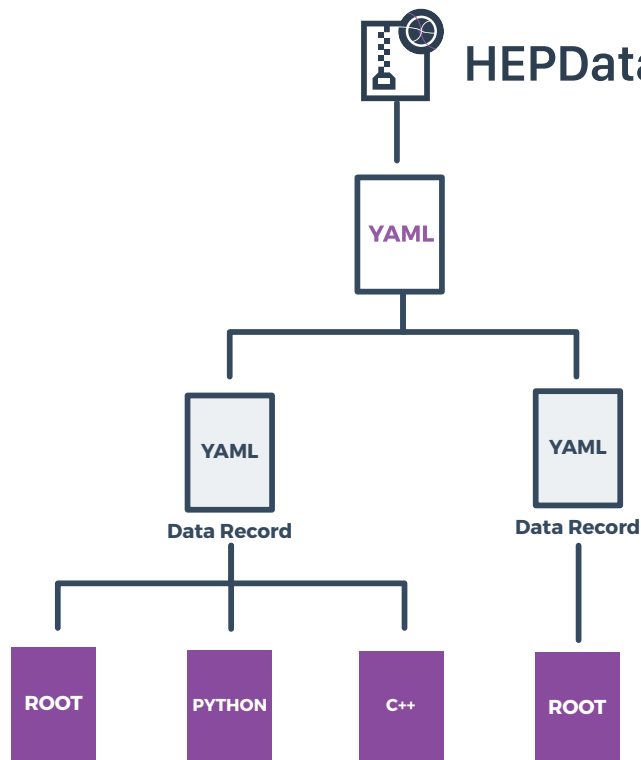 HEPData
YAML
YAML
YAML
Data Record
Data Record
ROOT
PYTHON
C++
ROOT